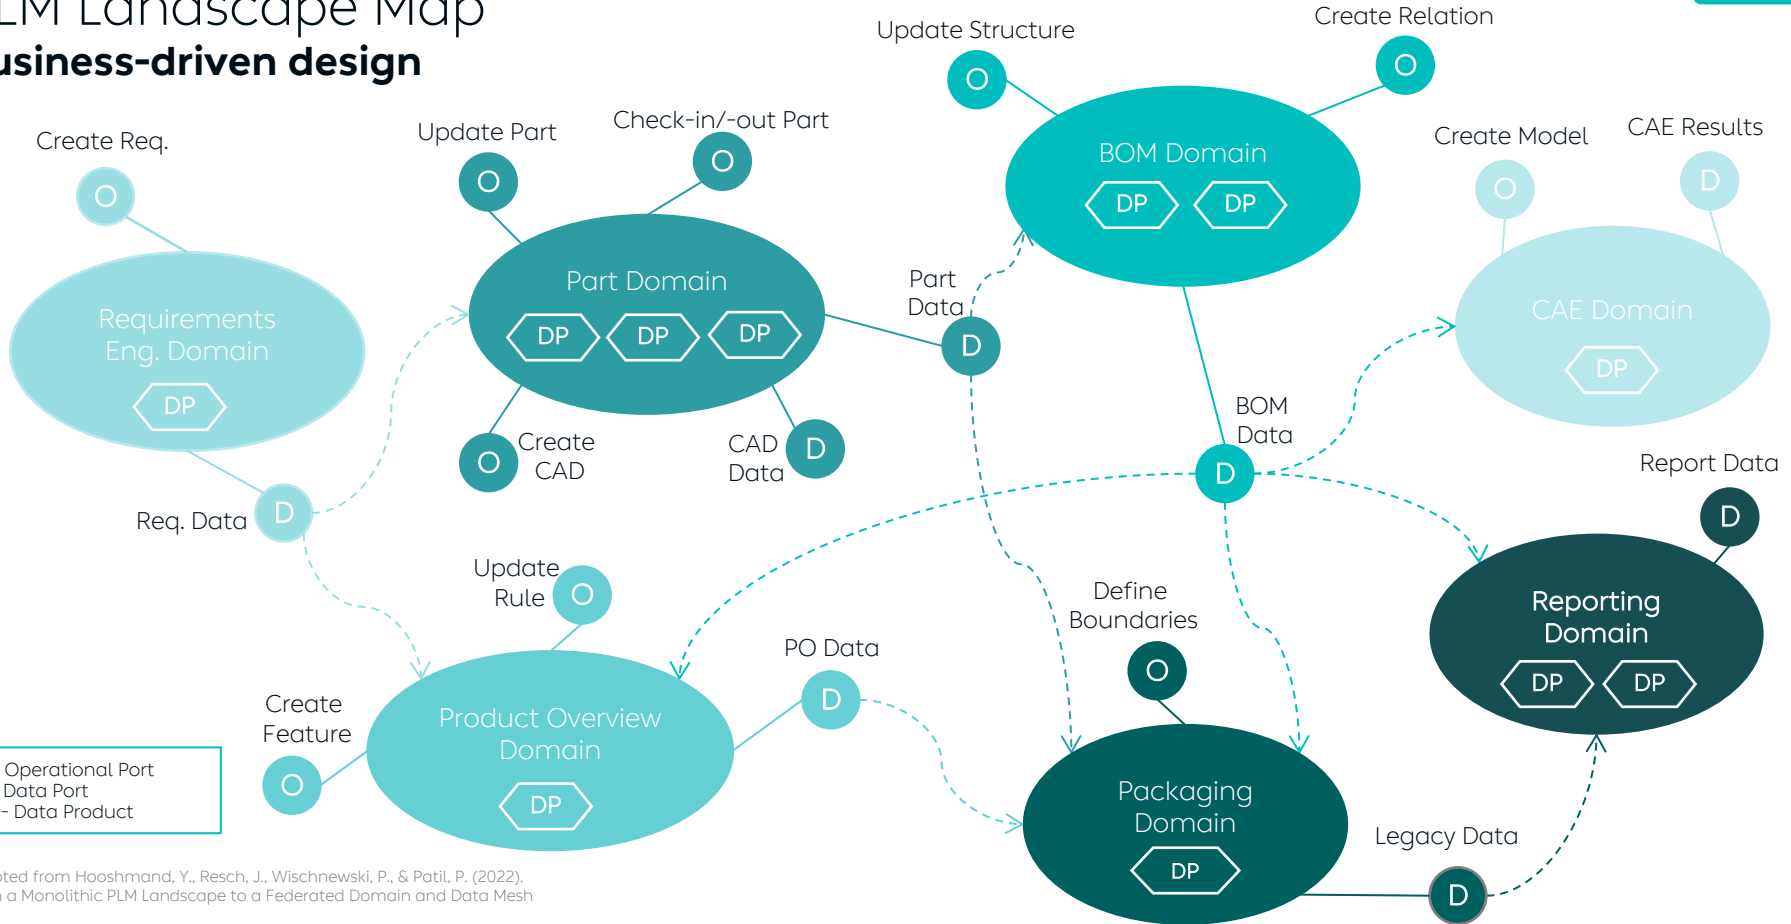 LM Landscape Map
usiness-driven design
Update Structure
O
Create Relation
O
Create Req.
O
Update Part
O
Check-in/-out Part
O
BOM Domain
DP
DP
Create Model
O
CAE Results
D
Requirements
Eng. Domain
DP
Part Domain
DP
DP
DP
Part
Data
D
CAE Domain
DP
Create
CAD
O
CAD
Data
D
BOM
Data
D
Req. Data
D
Report Data
D
Update
Rule
O
Define
Boundaries
O
Reporting
Domain
DP
DP
PO Data
D
Create
Feature
O
Product Overview
Domain
DP
Packaging
Domain
DP
Legacy Data
D
Operational Port
Data Port
- Data Product
oted from Hooshmand, Y., Resch, J., Wischnewski, P., & Patil, P. (2022).
a Monolithic PLM Landscape to a Federated Domain and Data Mesh